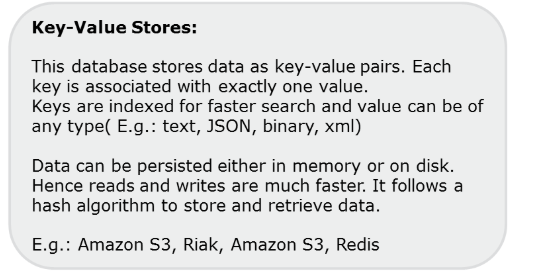 Key-Value Stores:
This database stores data as key-value pairs. Each
key is associated with exactly one value.
Keys are indexed for faster search and value can be of
any type( E.g.: text, JSON, binary, xml)
Data can be persisted either in memory or on disk.
Hence reads and writes are much faster. It follows a
hash algorithm to store and retrieve data.
E.g.: Amazon S3, Riak, Amazon S3, Redis